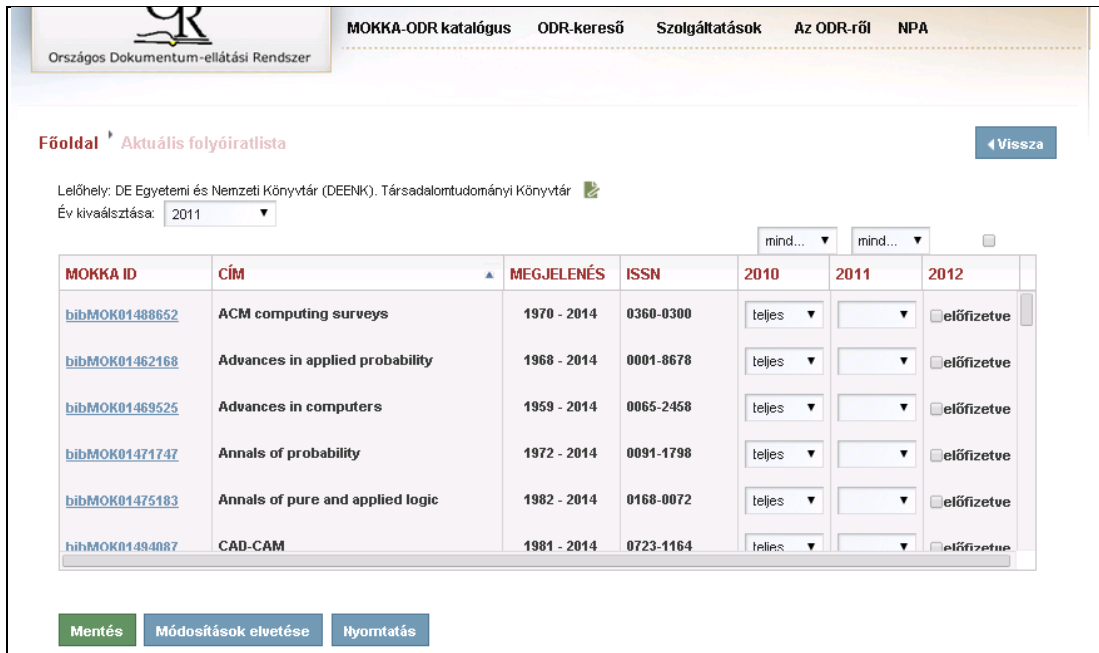 MOKKA-ODR katalógus ODR-kereső Szolgáltatások Az ODR-ről NPA
Országos Dokumentum-ellátási Rendszer
Főoldal Aktuális folyóiratlista Vissza
Lelőhely: DE Egyetemi és Nemzeti Könyvtár (DEENK). Társadalomtudományi Könyvtár
Év kivaálsztása: 2011
mind... mind...
MOKKA ID CÍM MEGJELENÉS ISSN 2010 2011 2012
bibMOK01488652 ACM computing surveys 1970 - 2014 0360-0300 teljes előfizetve
bibMOK01462168 Advances in applied probability 1968 - 2014 0001-8678 teljes előfizetve
bibMOK01469525 Advances in computers 1959 - 2014 0065-2458 teljes előfizetve
bibMOK01471747 Annals of probability 1972 - 2014 0091-1798 teljes előfizetve
bibMOK01475183 Annals of pure and applied logic 1982 - 2014 0168-0072 teljes előfizetve
bibMOK01494087 CAD-CAM 1981 - 2014 0723-1164 teljes előfizetve
Mentés Módosítások elvetése Nyomtatás